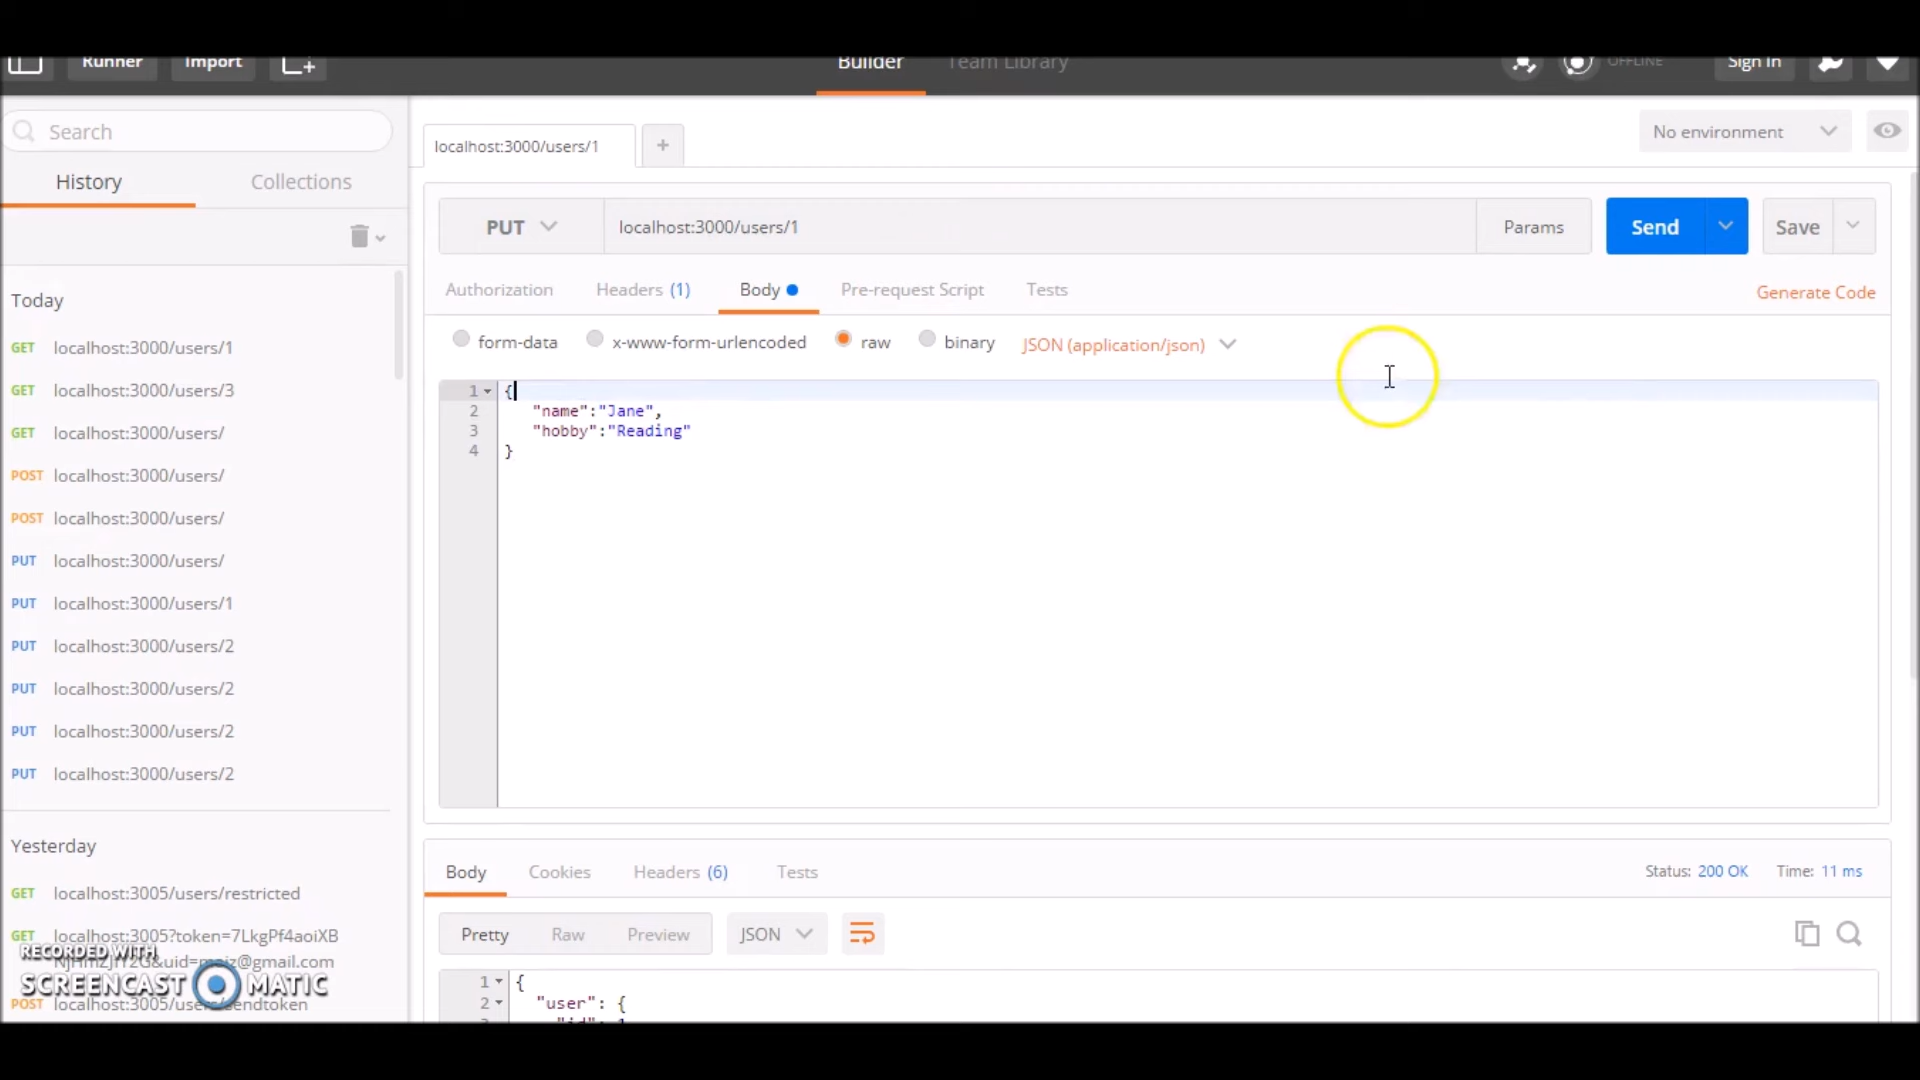 Runner
Import
Builder
Team Library
OFFLINE
Sign In
Search
No environment
localhost:3000/users/1
+
History
Collections
PUT
localhost:3000/users/1
Params
Send
Save
Authorization
Headers (1)
Body
Pre-request Script
Tests
Generate Code
form-data
x-www-form-urlencoded
raw
binary
JSON (application/json)
1 {
2 "name":"Jane",
3 "hobby":"Reading"
4 }
Today
GET localhost:3000/users/1
GET localhost:3000/users/3
GET localhost:3000/users/
POST localhost:3000/users/
POST localhost:3000/users/
PUT localhost:3000/users/
PUT localhost:3000/users/1
PUT localhost:3000/users/2
PUT localhost:3000/users/2
PUT localhost:3000/users/2
PUT localhost:3000/users/2
Yesterday
GET localhost:3005/users/restricted
GET localhost:3005?token=7LkgPf4aoiXB
POST
RECORDED WITH
SCREENCAST MATIC
Body
Cookies
Headers (6)
Tests
Status: 200 OK
Time: 11 ms
Pretty
Raw
Preview
JSON
1 {
2 "user": {